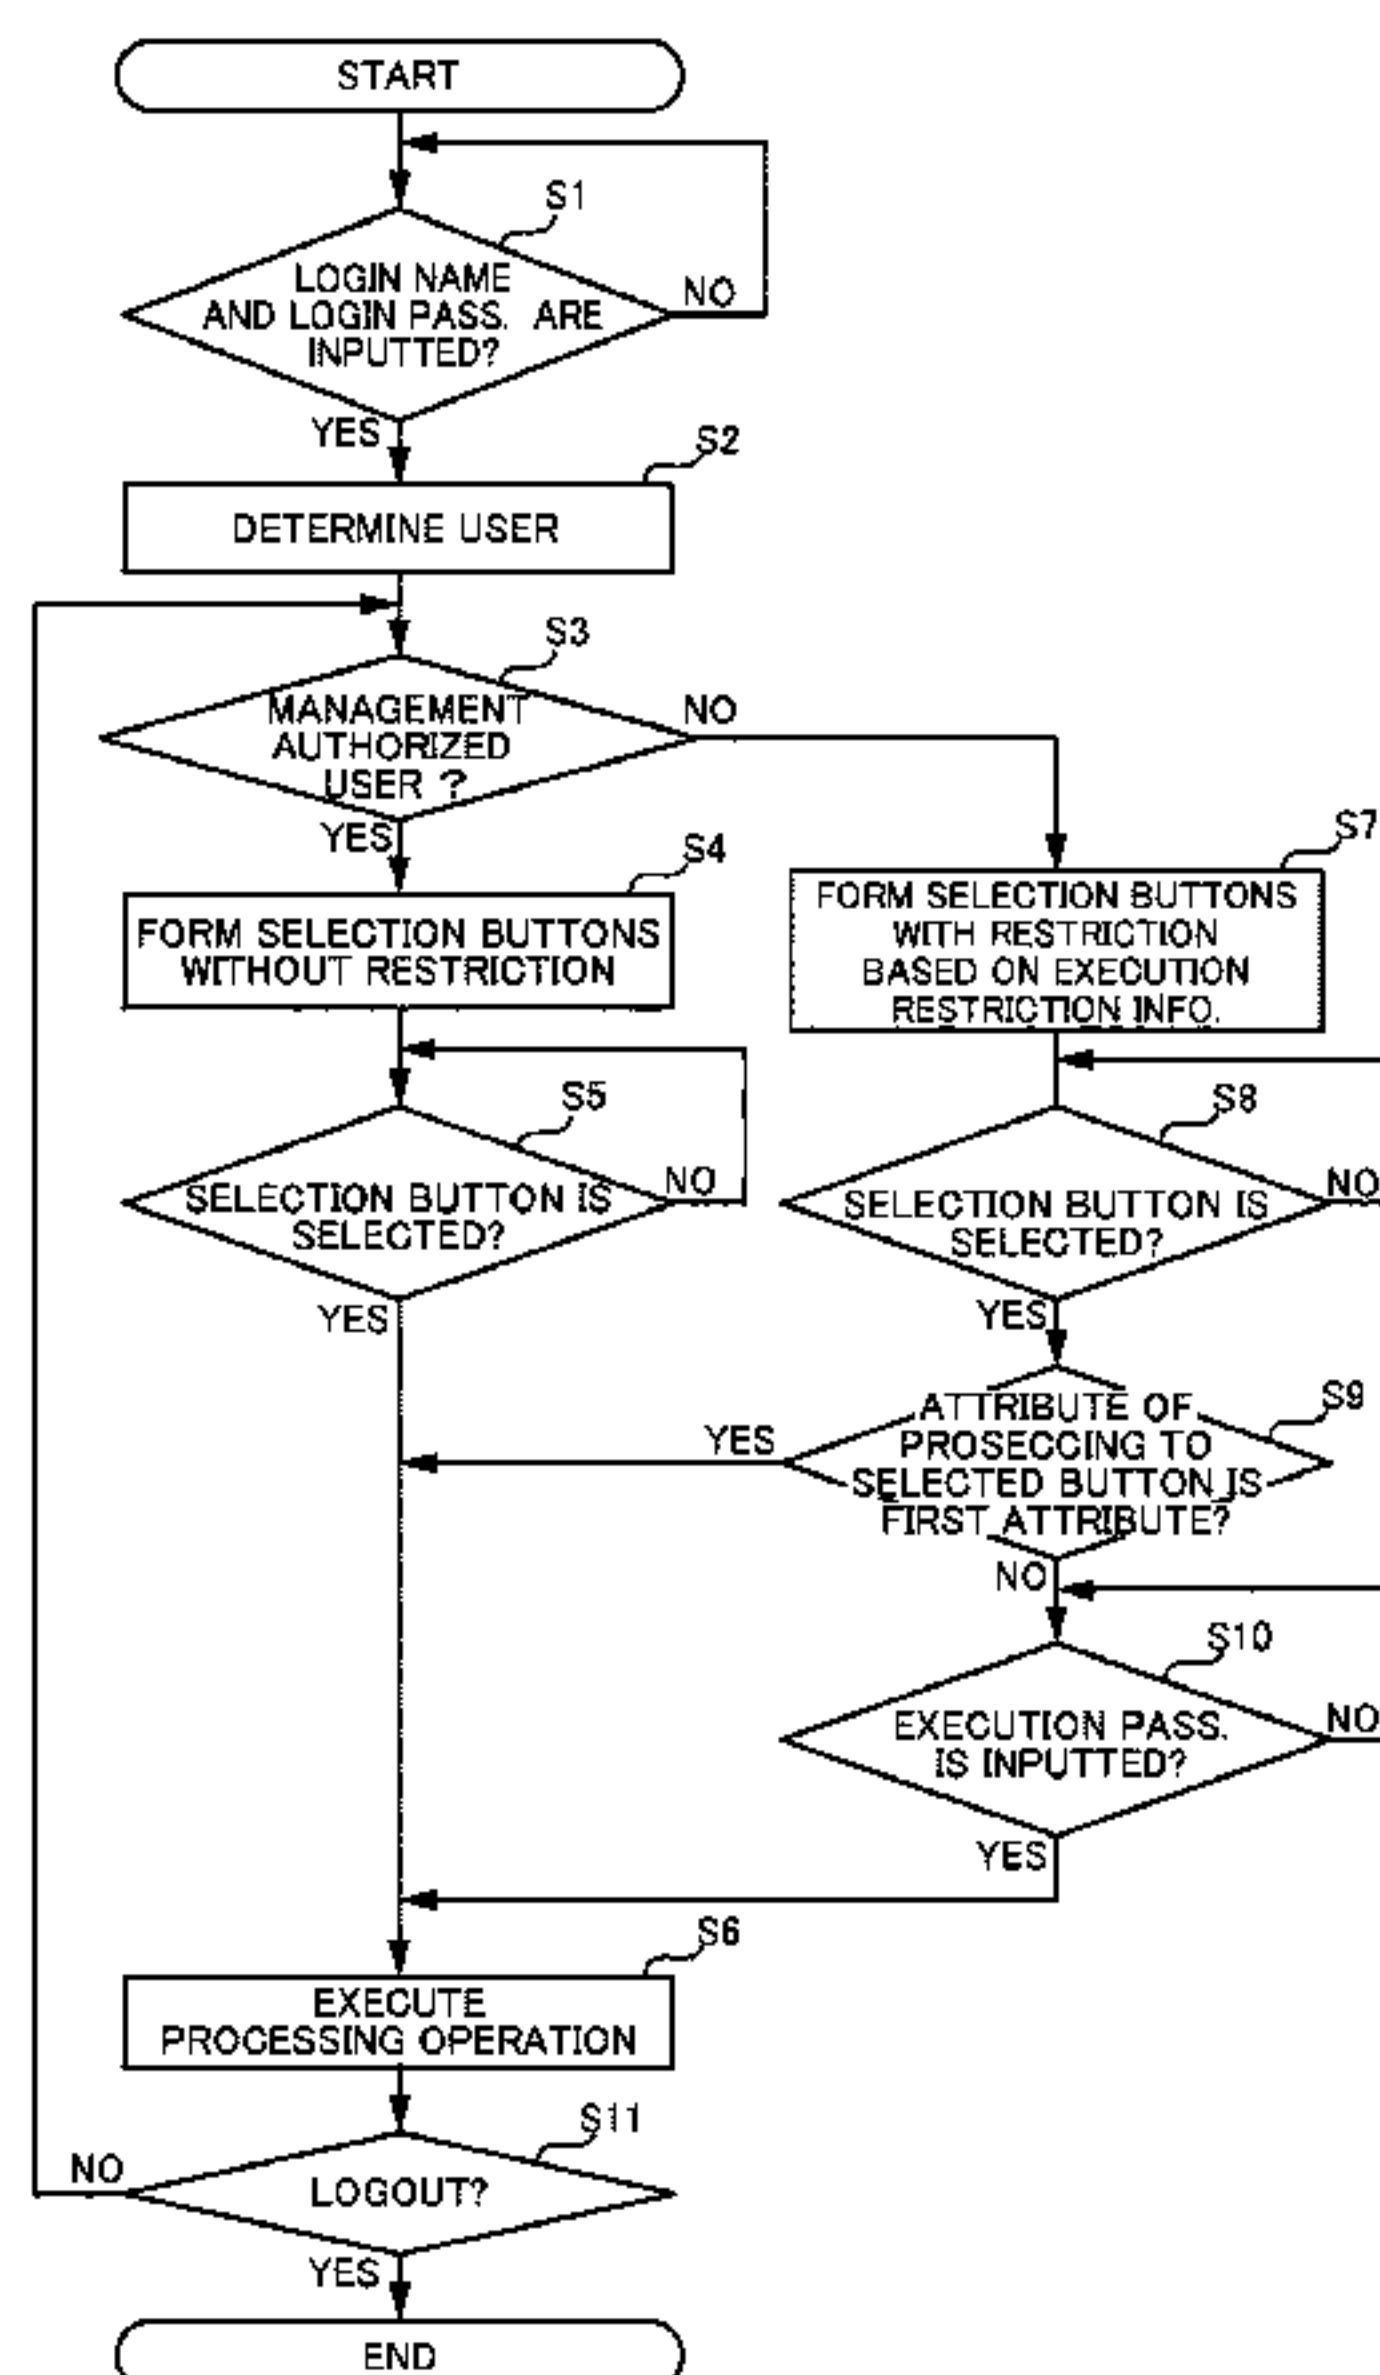 START
S1
LOGIN NAME
AND LOGIN PASS. ARE
INPUTTED?
NO
YES
S2
DETERMINE USER
S3
MANAGEMENT
AUTHORIZED
USER ?
NO
YES
S4
FORM SELECTION BUTTONS
WITHOUT RESTRICTION
S7
FORM SELECTION BUTTONS
WITH RESTRICTION
BASED ON EXECUTION
RESTRICTION INFO.
S5
SELECTION BUTTON IS
SELECTED?
NO
YES
S8
SELECTION BUTTON IS
SELECTED?
NO
YES
S9
ATTRIBUTE OF
PROSECCING TO
SELECTED BUTTON IS
FIRST ATTRIBUTE?
YES
NO
S10
EXECUTION PASS.
IS INPUTTED?
NO
YES
S6
EXECUTE
PROCESSING OPERATION
S11
LOGOUT?
NO
YES
END